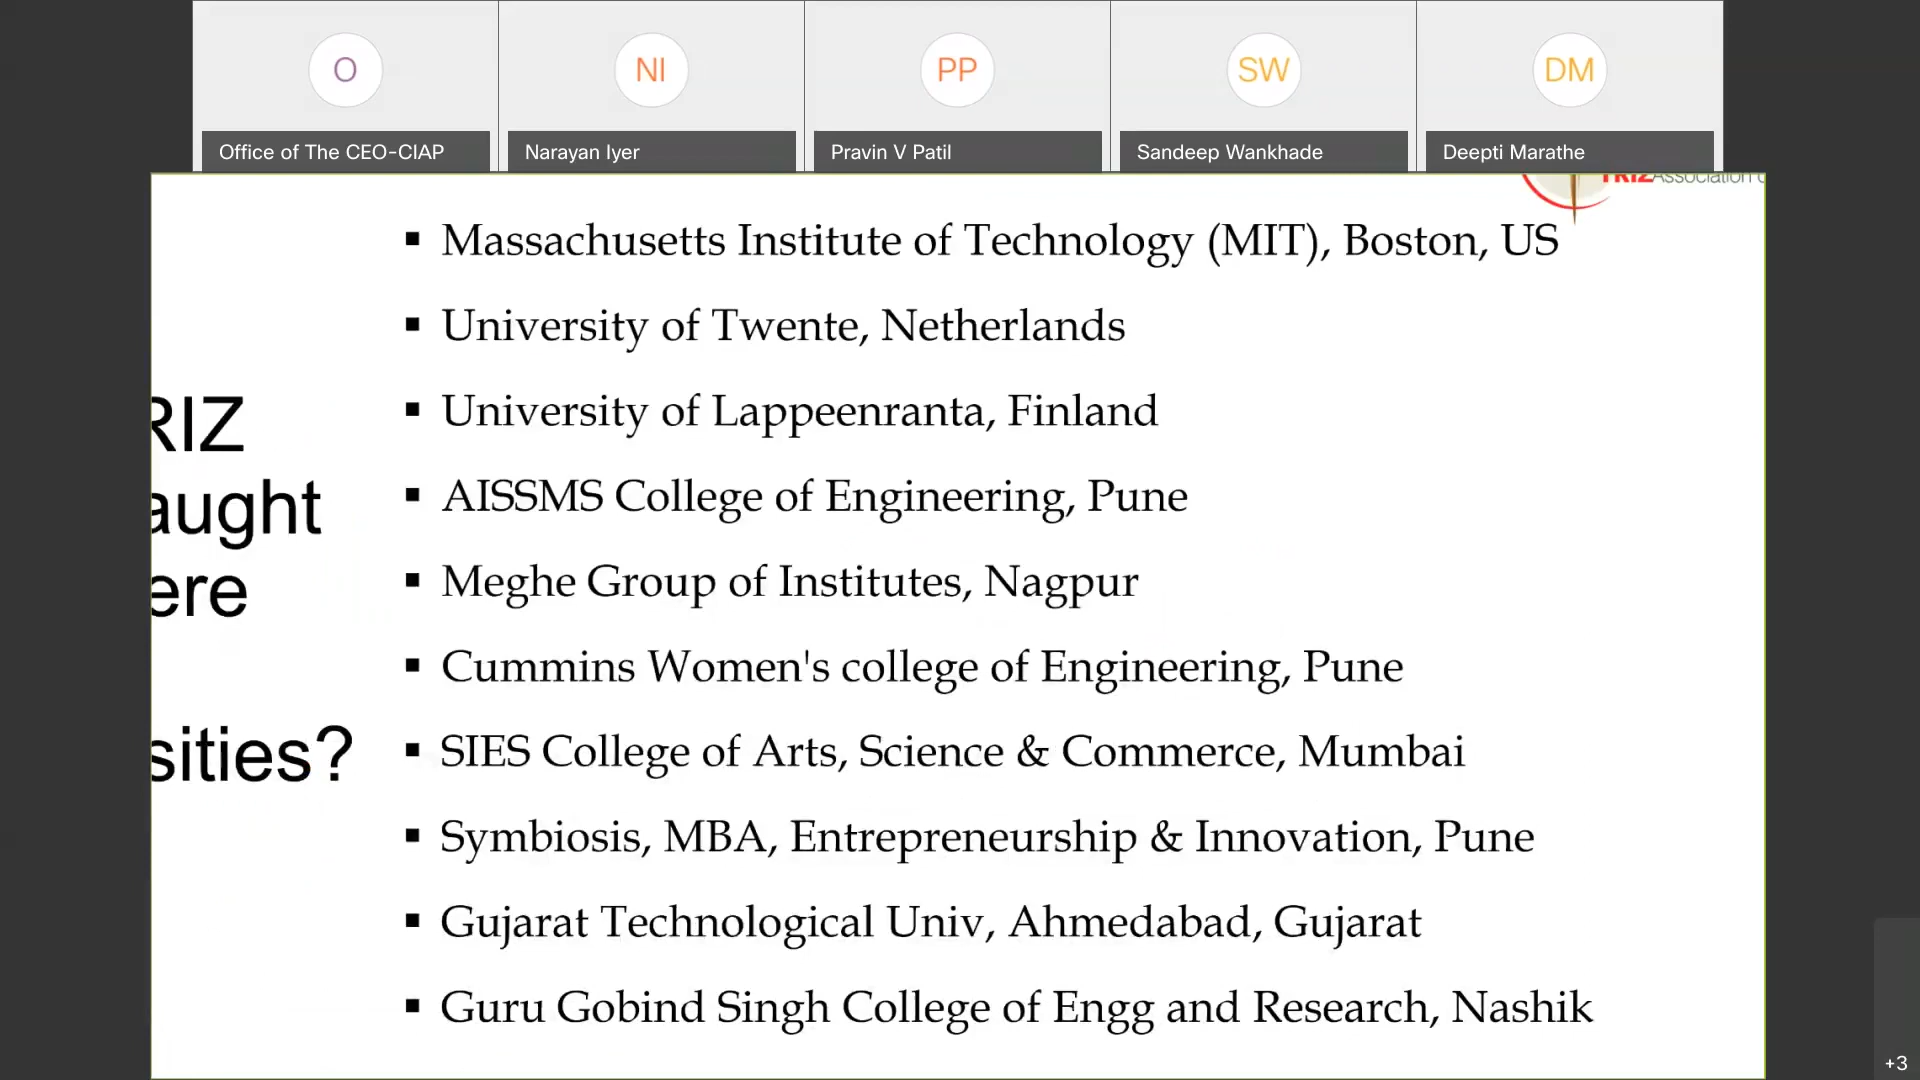 O
NI
PP
SW
DM
Office of The CEO-CIAP
Narayan Iyer
Pravin V Patil
Sandeep Wankhade
Deepti Marathe
TRIZ Association
▪ Massachusetts Institute of Technology (MIT), Boston, US
▪ University of Twente, Netherlands
▪ University of Lappeenranta, Finland
▪ AISSMS College of Engineering, Pune
▪ Meghe Group of Institutes, Nagpur
▪ Cummins Women's college of Engineering, Pune
▪ SIES College of Arts, Science & Commerce, Mumbai
▪ Symbiosis, MBA, Entrepreneurship & Innovation, Pune
▪ Gujarat Technological Univ, Ahmedabad, Gujarat
▪ Guru Gobind Singh College of Engg and Research, Nashik
RIZ
aught
ere
sities?
+3